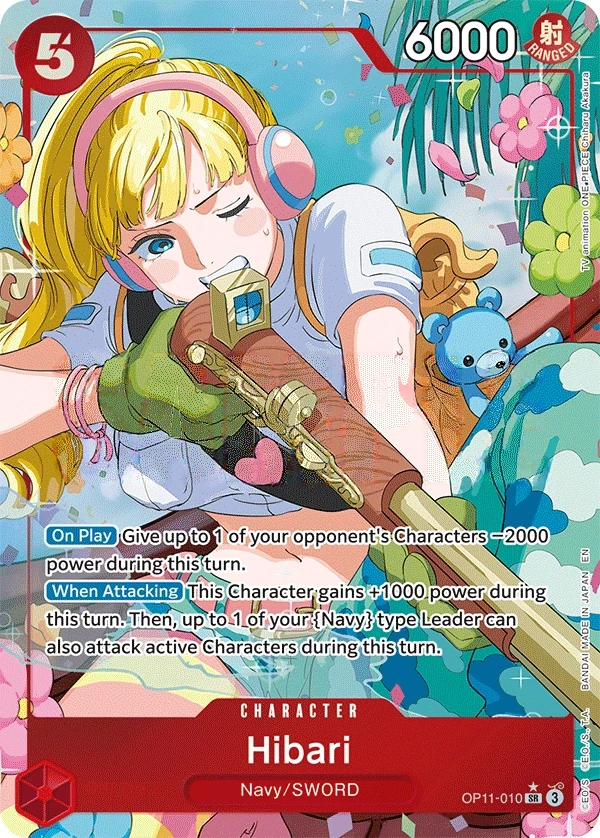 5
6000
射
RANGED
TV animation ONE PIECE Chiharu Akakura
On Play Give up to 1 of your opponent's Characters −2000
power during this turn.
When Attacking This Character gains +1000 power during
this turn. Then, up to 1 of your {Navy} type Leader can
also attack active Characters during this turn.
©E.O/S. ©E.O./S., T.A. BANDAI MADE IN JAPAN EN
CHARACTER
Hibari
Navy/SWORD
OP11-010 SR 3